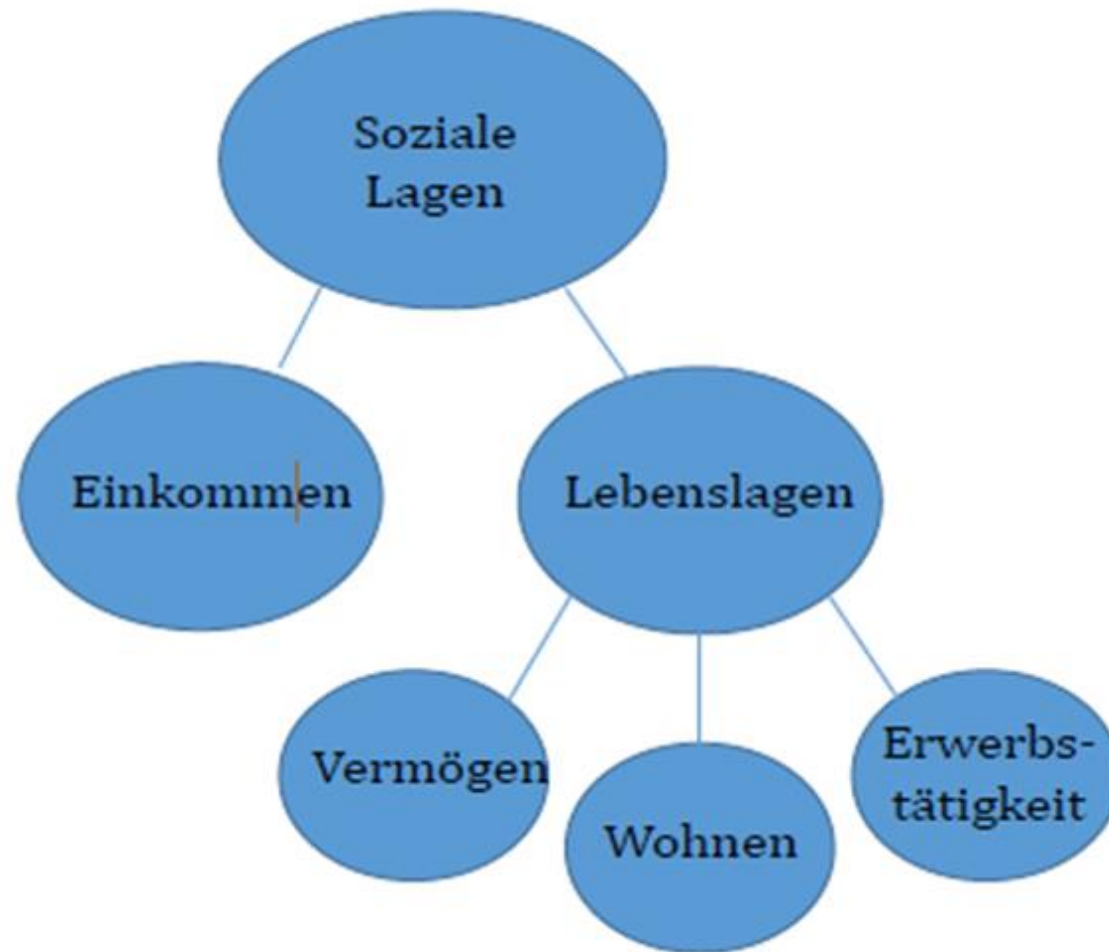 Soziale
Lagen
Einkommen
Lebenslagen
Vermögen
Wohnen
Erwerbs-
tätigkeit